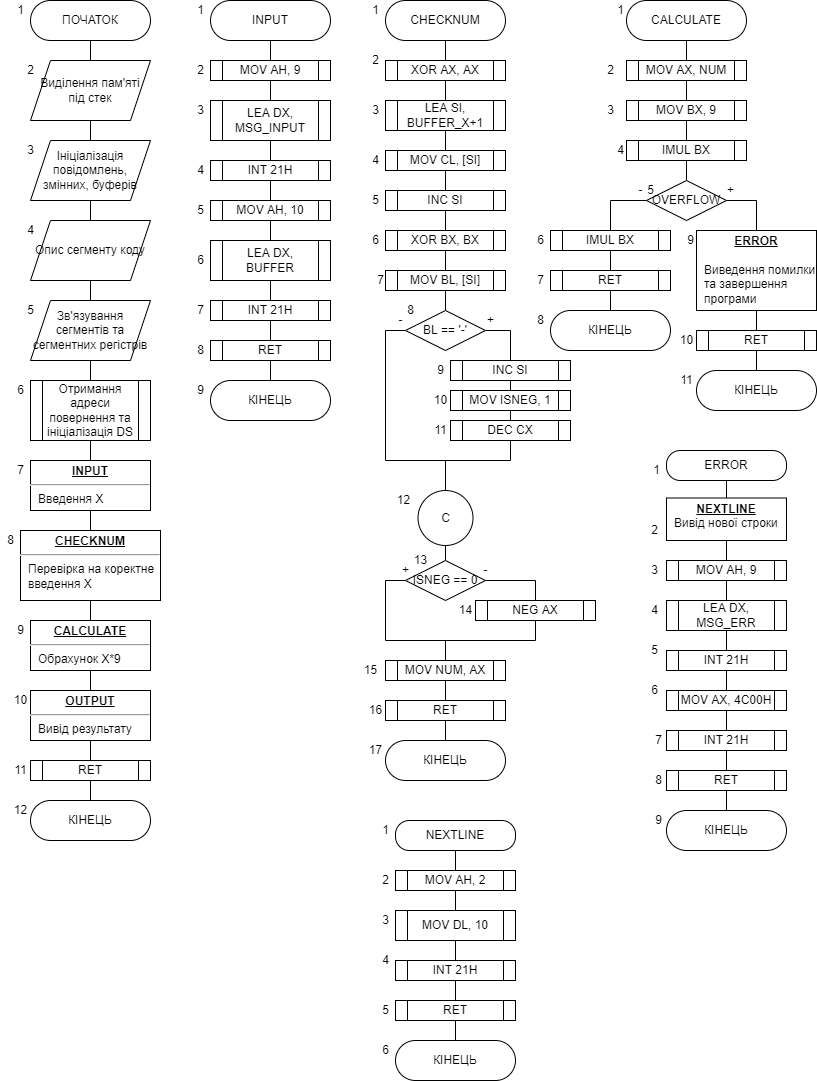 1
ПОЧАТОК
2
Виділення пам'яті
під стек
3
Ініціалізація
повідомлень,
змінних, буферів
4
Опис сегменту коду
5
Зв'язування
сегментів та
сегментних регістрів
6
Отримання
адреси
повернення та
ініціалізація DS
7
INPUT
Введення X
8
CHECKNUM
Перевірка на коректне
введення X
9
CALCULATE
Обрахунок X*9
10
OUTPUT
Вивід результату
11
RET
12
КІНЕЦЬ
1
INPUT
2
MOV AH, 9
3
LEA DX,
MSG_INPUT
4
INT 21H
5
MOV AH, 10
6
LEA DX,
BUFFER
7
INT 21H
8
RET
9
КІНЕЦЬ
1
CHECKNUM
2
XOR AX, AX
3
LEA SI,
BUFFER_X+1
4
MOV CL, [SI]
5
INC SI
6
XOR BX, BX
7
MOV BL, [SI]
8
- BL == '-' +
9
INC SI
10
MOV ISNEG, 1
11
DEC CX
12
C
13
+ ISNEG == 0 -
14
NEG AX
15
MOV NUM, AX
16
RET
17
КІНЕЦЬ
1
CALCULATE
2
MOV AX, NUM
3
MOV BX, 9
4
IMUL BX
- 5 +
OVERFLOW
6
IMUL BX
7
RET
8
КІНЕЦЬ
9
ERROR
Виведення помилки
та завершення
програми
10
RET
11
КІНЕЦЬ
1
ERROR
2
NEXTLINE
Вивід нової строки
3
MOV AH, 9
4
LEA DX,
MSG_ERR
5
INT 21H
6
MOV AX, 4C00H
7
INT 21H
8
RET
9
КІНЕЦЬ
1
NEXTLINE
2
MOV AH, 2
3
MOV DL, 10
4
INT 21H
5
RET
6
КІНЕЦЬ